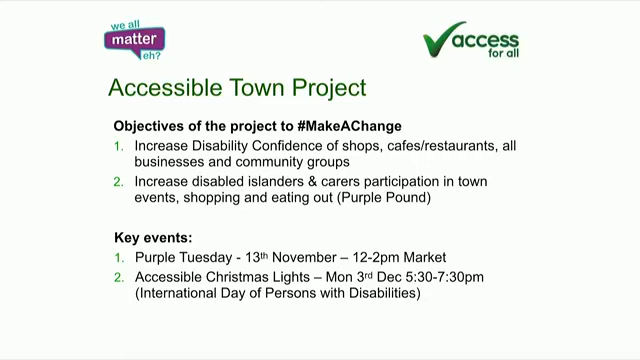 we all
matter
eh?
access
for all
Accessible Town Project
Objectives of the project to #MakeAChange
1. Increase Disability Confidence of shops, cafes/restaurants, all
businesses and community groups
2. Increase disabled islanders & carers participation in town
events, shopping and eating out (Purple Pound)
Key events:
1. Purple Tuesday - 13th November – 12-2pm Market
2. Accessible Christmas Lights – Mon 3rd Dec 5:30-7:30pm
(International Day of Persons with Disabilities)